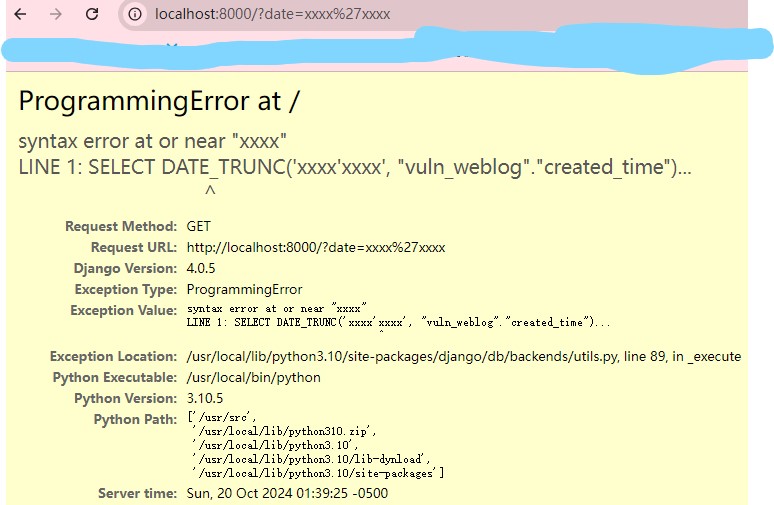 localhost:8000/?date=xxxx%27xxxx
ProgrammingError at /
syntax error at or near "xxxx"
LINE 1: SELECT DATE_TRUNC('xxxx'xxxx', "vuln_weblog"."created_time")...
^
Request Method: GET
Request URL: http://localhost:8000/?date=xxxx%27xxxx
Django Version: 4.0.5
Exception Type: ProgrammingError
Exception Value: syntax error at or near "xxxx"
LINE 1: SELECT DATE_TRUNC('xxxx'xxxx', "vuln_weblog"."created_time")...
^
Exception Location: /usr/local/lib/python3.10/site-packages/django/db/backends/utils.py, line 89, in _execute
Python Executable: /usr/local/bin/python
Python Version: 3.10.5
Python Path: ['/usr/src',
'/usr/local/lib/python310.zip',
'/usr/local/lib/python3.10',
'/usr/local/lib/python3.10/lib-dynload',
'/usr/local/lib/python3.10/site-packages']
Server time: Sun, 20 Oct 2024 01:39:25 -0500